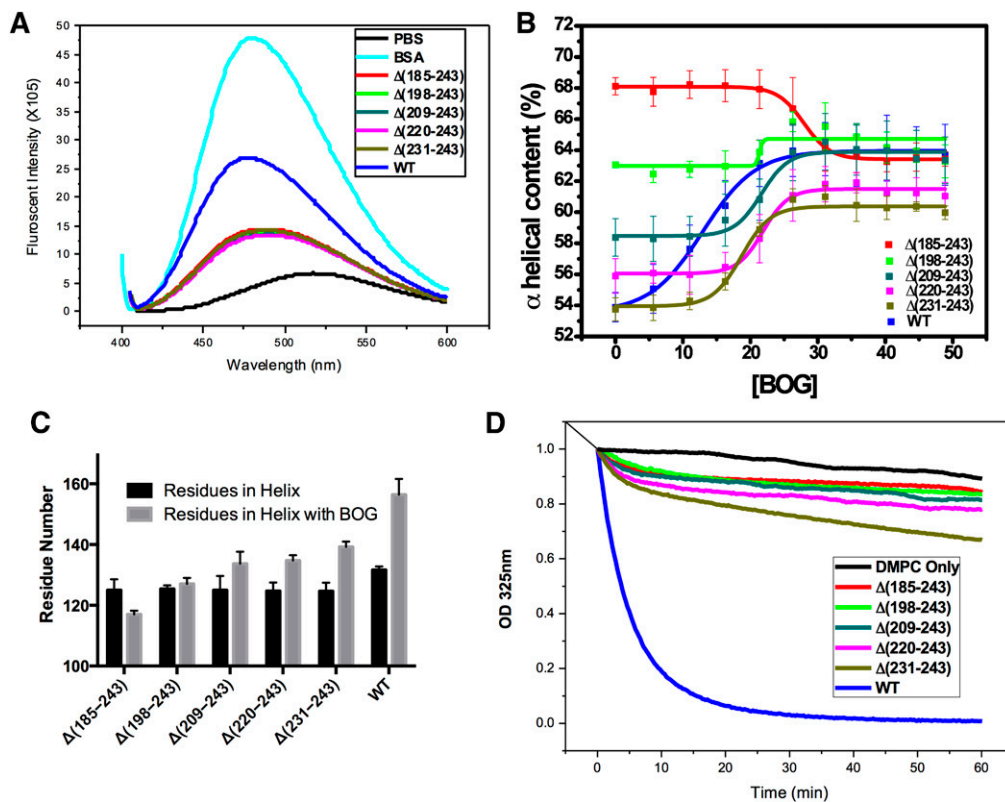 A
Fluroscent Intensity (X105)
50
45
40
35
30
25
20
15
10
5
0
400
450
500
550
600
Wavelength (nm)
PBS
BSA
Δ(185-243)
Δ(198-243)
Δ(209-243)
Δ(220-243)
Δ(231-243)
WT
B
α helical content (%)
72
70
68
66
64
62
60
58
56
54
52
0
10
20
30
40
50
[BOG]
Δ(185-243)
Δ(198-243)
Δ(209-243)
Δ(220-243)
Δ(231-243)
WT
C
Residue Number
160
140
120
100
Residues in Helix
Residues in Helix with BOG
Δ(185-243)
Δ(198-243)
Δ(209-243)
Δ(220-243)
Δ(231-243)
WT
D
OD 325nm
1.0
0.8
0.6
0.4
0.2
0.0
0
10
20
30
40
50
60
Time (min)
DMPC Only
Δ(185-243)
Δ(198-243)
Δ(209-243)
Δ(220-243)
Δ(231-243)
WT